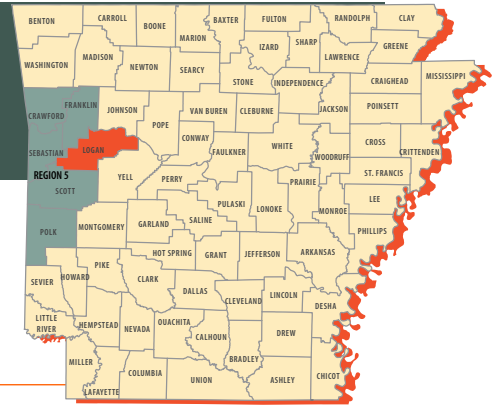 BENTON
CARROLL
BOONE
BAXTER
FULTON
RANDOLPH
CLAY
MARION
IZARD
SHARP
GREENE
WASHINGTON
MADISON
NEWTON
SEARCY
LAWRENCE
STONE
INDEPENDENCE
CRAIGHEAD
MISSISSIPPI
CRAWFORD
FRANKLIN
JOHNSON
POPE
VAN BUREN
CLEBURNE
JACKSON
POINSETT
SEBASTIAN
LOGAN
CONWAY
FAULKNER
WHITE
WOODRUFF
CROSS
CRITTENDEN
REGION 5
SCOTT
YELL
PERRY
PRAIRIE
ST. FRANCIS
PULASKI
LONOKE
MONROE
LEE
POLK
MONTGOMERY
GARLAND
SALINE
PHILLIPS
HOT SPRING
GRANT
JEFFERSON
ARKANSAS
SEVIER
HOWARD
PIKE
CLARK
DALLAS
CLEVELAND
LINCOLN
DESHA
LITTLE
RIVER
HEMPSTEAD
NEVADA
OUACHITA
CALHOUN
DREW
BRADLEY
MILLER
LAFAYETTE
COLUMBIA
UNION
ASHLEY
CHICOT